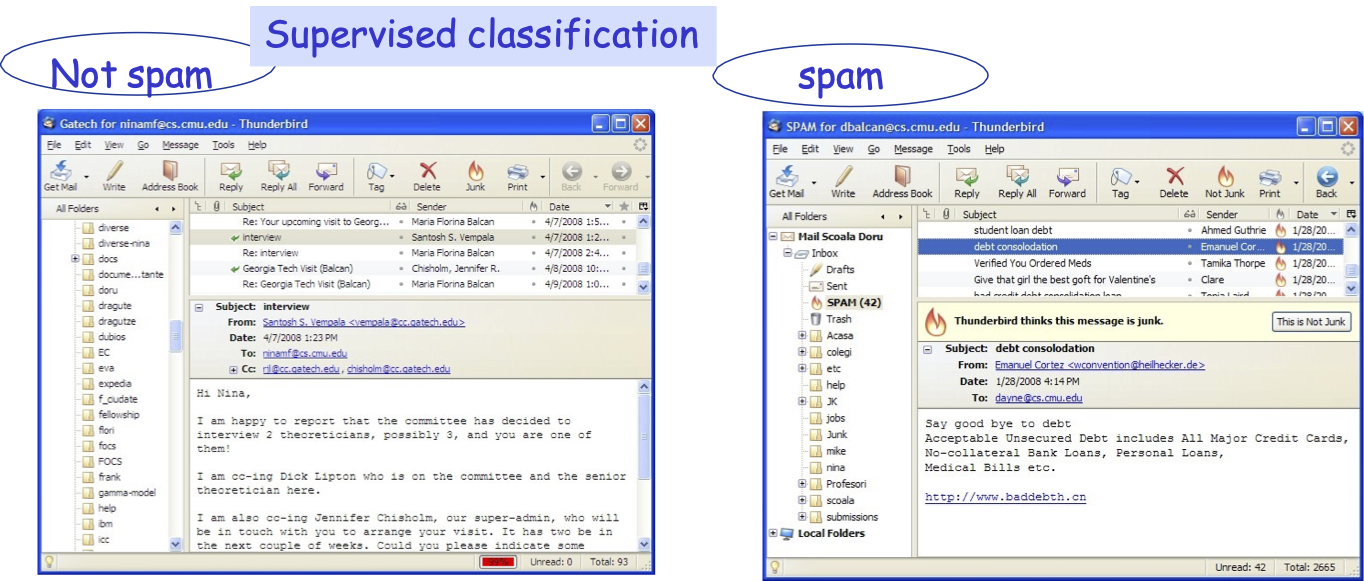 Supervised classification
Not spam
spam
Gatech for ninamf@cs.cmu.edu - Thunderbird
File Edit View Go Message Tools Help
Get Mail Write Address Book Reply Reply All Forward Tag Delete Junk Print Back Forward
All Folders
Subject Sender Date
diverse
diverse-nina
docs
docume...tante
doru
dragute
dragutze
dubios
EC
eva
expedia
f_ciudate
fellowship
flori
focs
FOCS
frank
gamma-model
help
ibm
icc
Re: Your upcoming visit to Georg... Maria Florina Balcan 4/7/2008 1:5...
interview Santosh S. Vempala 4/7/2008 1:2...
Re: interview Maria Florina Balcan 4/7/2008 2:4...
Georgia Tech Visit (Balcan) Chisholm, Jennifer R. 4/8/2008 10:...
Re: Georgia Tech Visit (Balcan) Maria Florina Balcan 4/9/2008 1:0...
Subject: interview
From: Santosh S. Vempala <vempala@cc.gatech.edu>
Date: 4/7/2008 1:23 PM
To: ninamf@cs.cmu.edu
Cc: rjl@cc.gatech.edu , chisholm@cc.gatech.edu
Hi Nina,
I am happy to report that the committee has decided to
interview 2 theoreticians, possibly 3, and you are one of
them!
I am cc-ing Dick Lipton who is on the committee and the senior
theoretician here.
I am also cc-ing Jennifer Chisholm, our super-admin, who will
be in touch with you to arrange your visit. It has two be in
the next couple of weeks. Could you please indicate some
99% Unread: 0 Total: 93
SPAM for dbalcan@cs.cmu.edu - Thunderbird
File Edit View Go Message Tools Help
Get Mail Write Address Book Reply Reply All Forward Tag Delete Not Junk Print Back
All Folders
Subject Sender Date
Mail Scoala Doru
Inbox
Drafts
Sent
SPAM (42)
Trash
Acasa
colegi
etc
help
JK
jobs
Junk
mike
nina
Profesori
scoala
submissions
Local Folders
student loan debt Ahmed Guthrie 1/28/20...
debt consolodation Emanuel Cor... 1/28/20...
Verified You Ordered Meds Tamika Thorpe 1/28/20...
Give that girl the best goft for Valentine's Clare 1/28/20...
bad credit debt consolidation loan Tonia Laird 1/28/20
Thunderbird thinks this message is junk. This is Not Junk
Subject: debt consolodation
From: Emanuel Cortez <wconvention@heilhecker.de>
Date: 1/28/2008 4:14 PM
To: dayne@cs.cmu.edu
Say good bye to debt
Acceptable Unsecured Debt includes All Major Credit Cards,
No-collateral Bank Loans, Personal Loans,
Medical Bills etc.
http://www.baddebth.cn
Unread: 42 Total: 2665